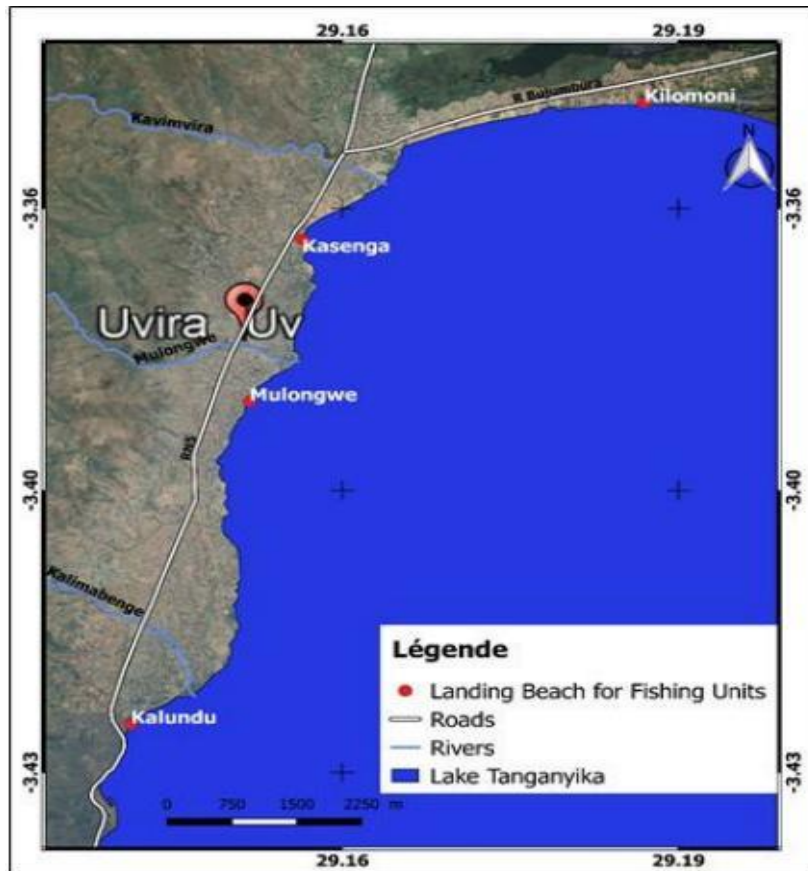 29.16 29.19
R Bujumbura
Kilomoni
Kavimvira
N
-3.36 -3.36
Kasenga
Uvira Uv
Mulongwe
Mulongwe
RN5
-3.40 -3.40
Kalimabenge
Légende
Landing Beach for Fishing Units
Kalundu
Roads
Rivers
-3.43 -3.43
Lake Tanganyika
0 750 1500 2250 m
29.16 29.19